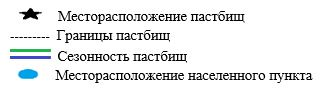 Месторасположение пастбищ
Границы пастбищ
Сезонность пастбищ
Месторасположение населенного пункта